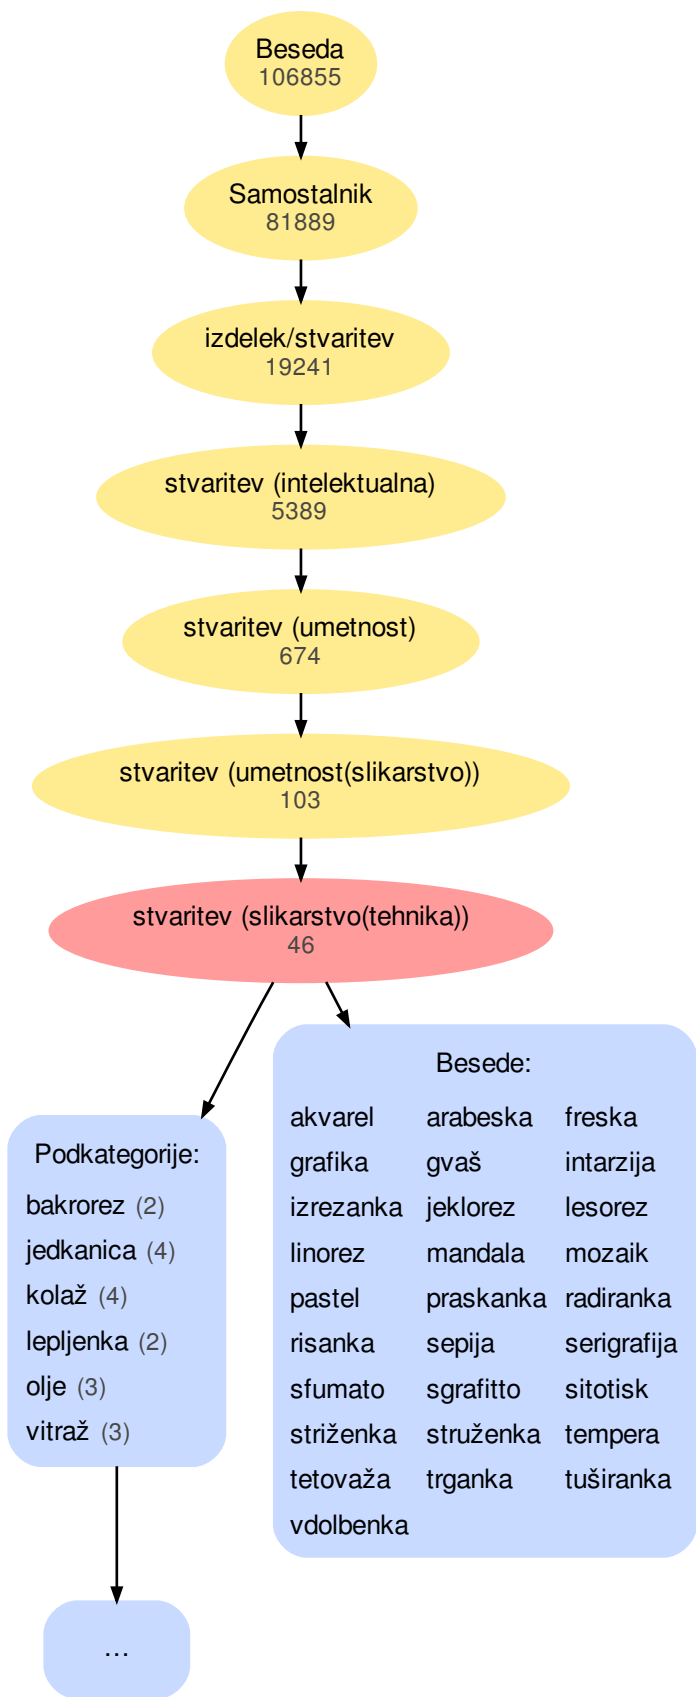 Beseda
106855
Samostalnik
81889
izdelek/stvaritev
19241
stvaritev (intelektualna)
5389
stvaritev (umetnost)
674
stvaritev (umetnost(slikarstvo))
103
stvaritev (slikarstvo(tehnika))
46
Podkategorije:
bakrorez (2)
jedkanica (4)
kolaž (4)
lepljenka (2)
olje (3)
vitraž (3)
...
Besede:
akvarel arabeska freska
grafika gvaš intarzija
izrezanka jeklorez lesorez
linorez mandala mozaik
pastel praskanka radiranka
risanka sepija serigrafija
sfumato sgrafitto sitotisk
striženka struženka tempera
tetovaža trganka tuširanka
vdolbenka